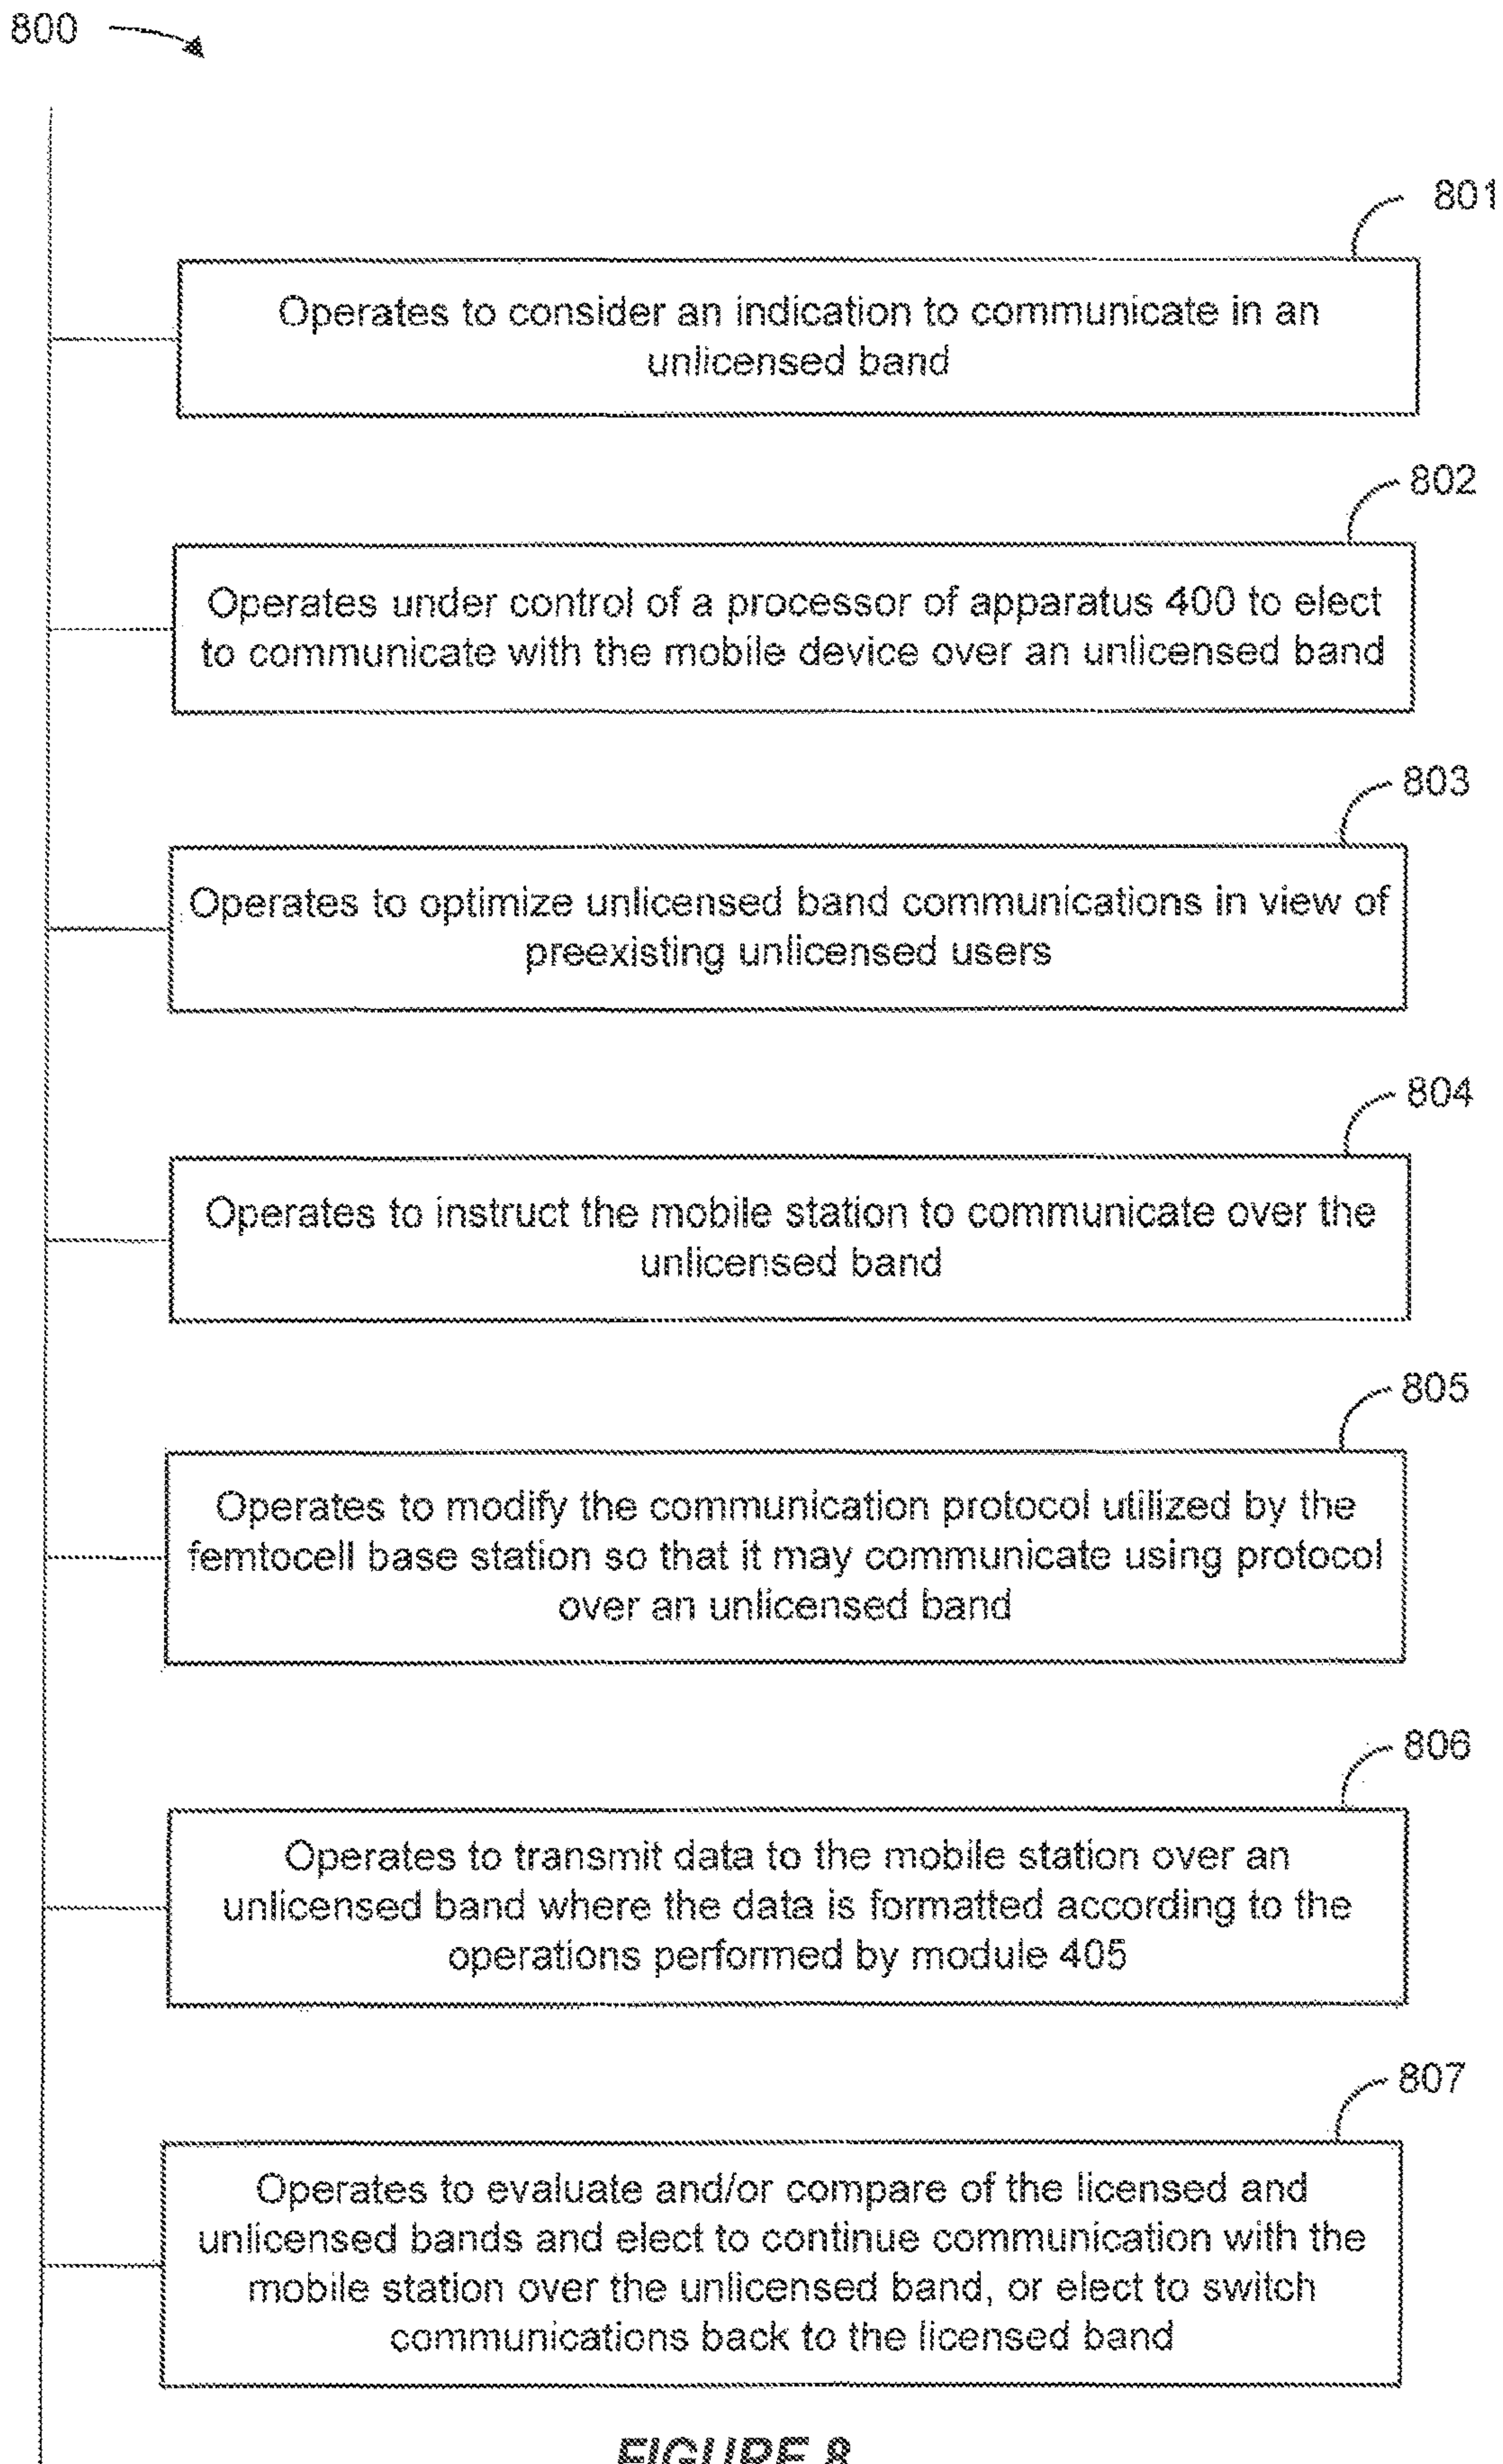 800
801
Operates to consider an indication to communicate in an
unlicensed band
802
Operates under control of a processor of apparatus 400 to elect
to communicate with the mobile device over an unlicensed band
803
Operates to optimize unlicensed band communications in view of
preexisting unlicensed users
804
Operates to instruct the mobile station to communicate over the
unlicensed band
805
Operates to modify the communication protocol utilized by the
femtocell base station so that it may communicate using protocol
over an unlicensed band
806
Operates to transmit data to the mobile station over an
unlicensed band where the data is formatted according to the
operations performed by module 405
807
Operates to evaluate and/or compare of the licensed and
unlicensed bands and elect to continue communication with the
mobile station over the unlicensed band, or elect to switch
communications back to the licensed band
FIGURE 8